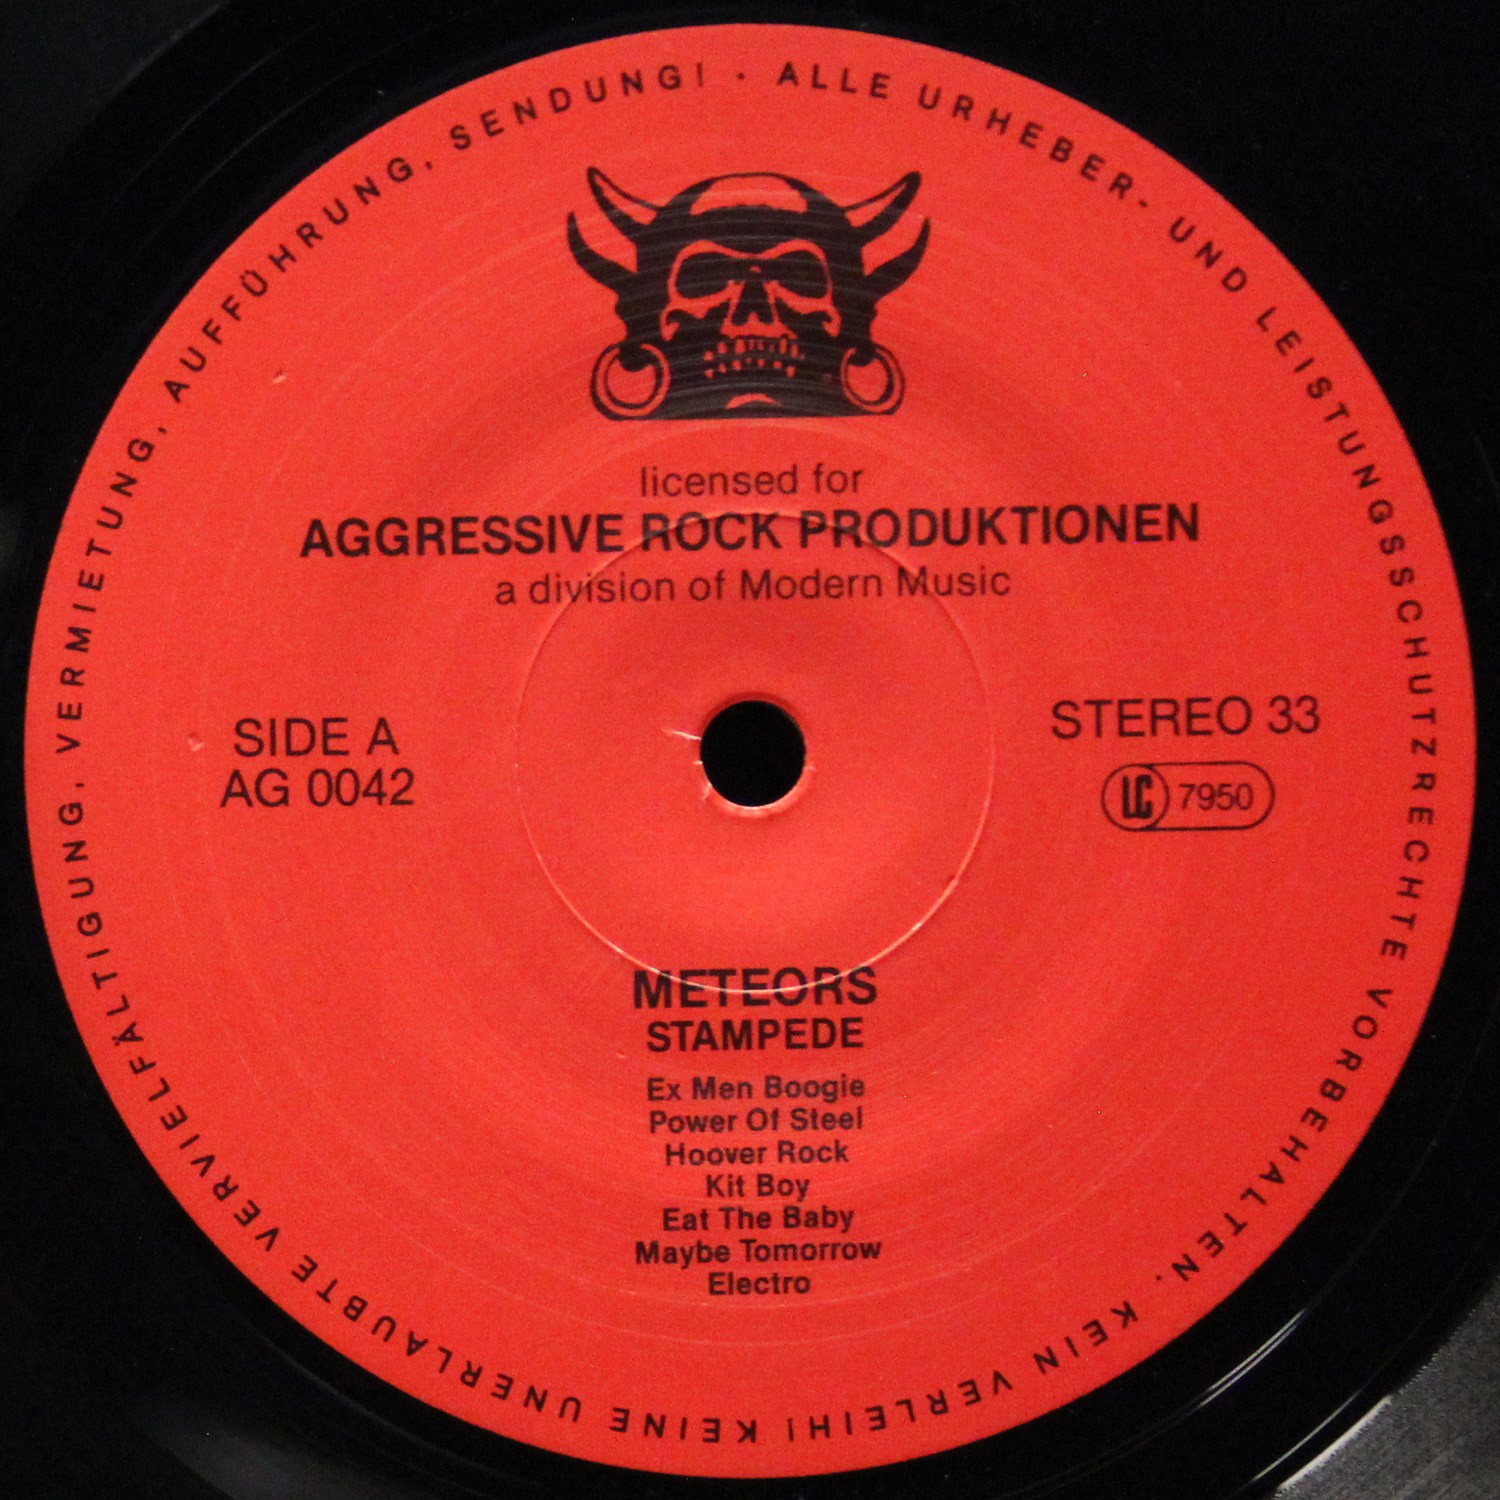 ALLE URHEBER- UND LEISTUNGSSCHUTZRECHTE VORBEHALTEN. KEIN VERLEIH! KEINE UNERLAUBTE VERVIELFÄLTIGUNG, VERMIETUNG, AUFFÜHRUNG, SENDUNG! ·
licensed for
AGGRESSIVE ROCK PRODUKTIONEN
a division of Modern Music
SIDE A
AG 0042
STEREO 33
LC 7950
METEORS
STAMPEDE
Ex Men Boogie
Power Of Steel
Hoover Rock
Kit Boy
Eat The Baby
Maybe Tomorrow
Electro